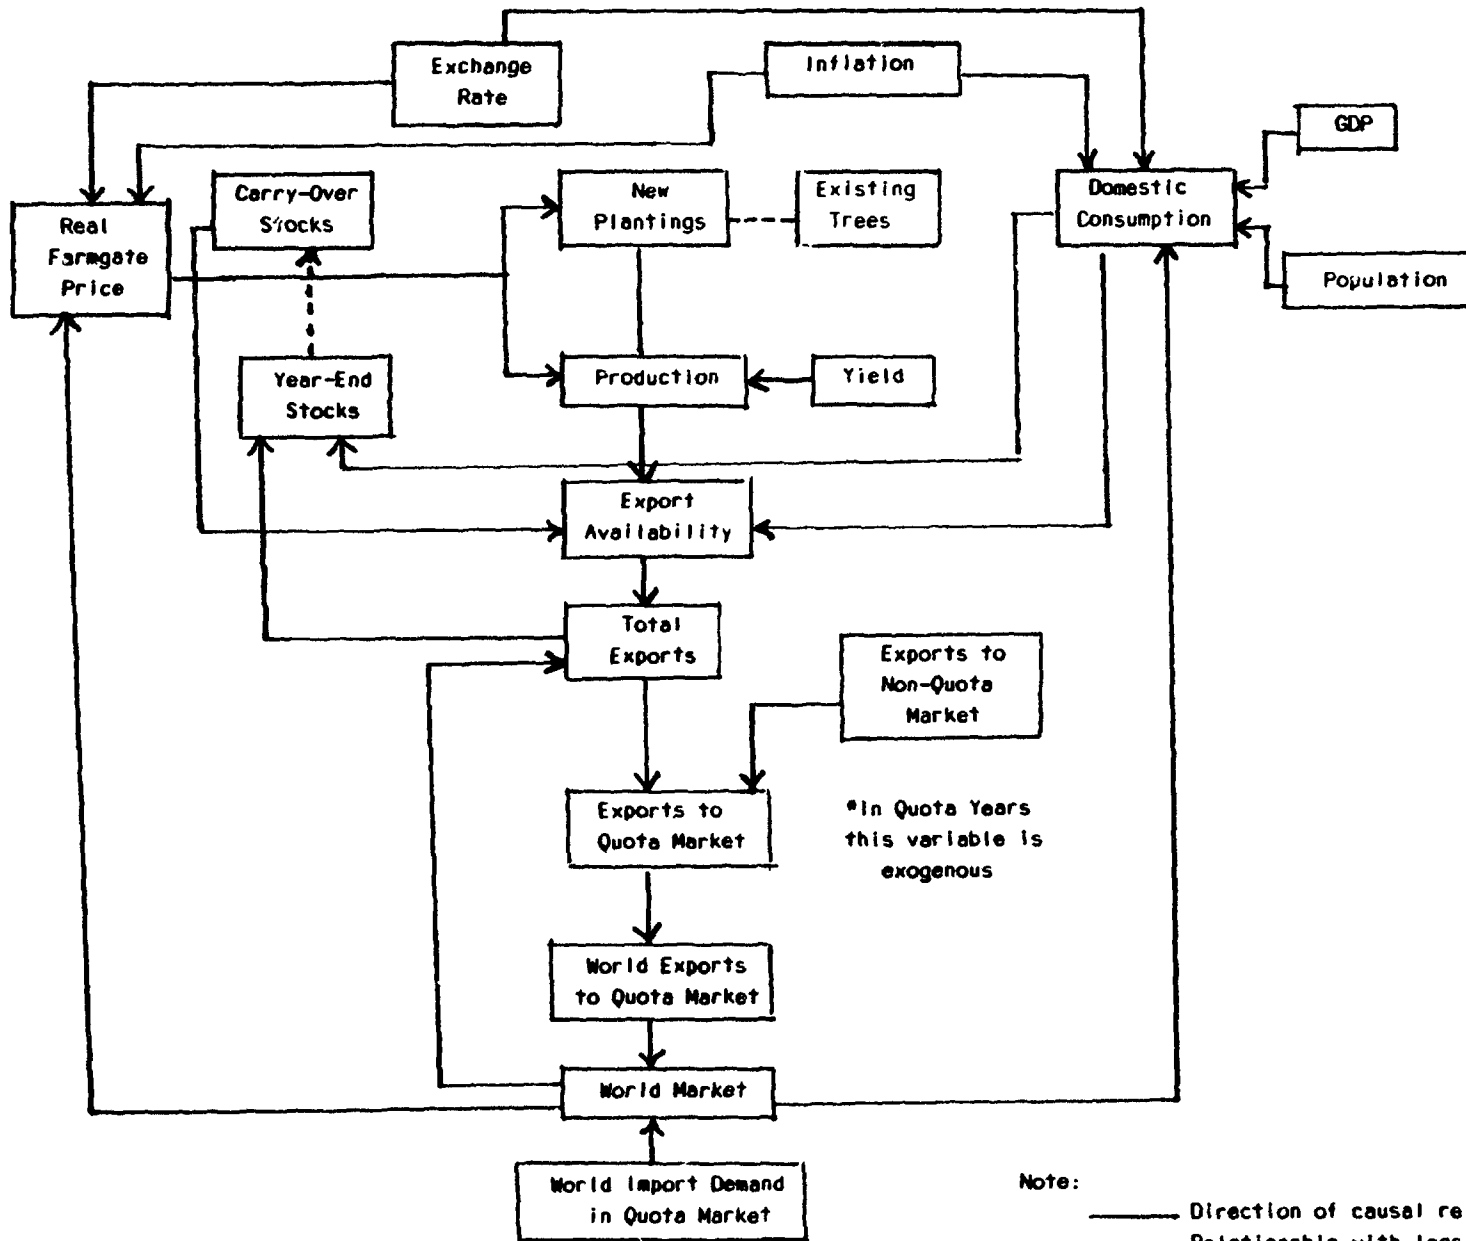 Exchange
Rate
Inflation
GDP
Carry-Over
Stocks
New
Plantings
Existing
Trees
Domestic
Consumption
Real
Farmgate
Price
Population
Year-End
Stocks
Production
Yield
Export
Availability
Total
Exports
Exports to
Non-Quota
Market
Exports to
Quota Market
*In Quota Years
this variable is
exogenous
World Exports
to Quota Market
World Market
World Import Demand
in Quota Market
Note:
Direction of causal re
Relationship with lags